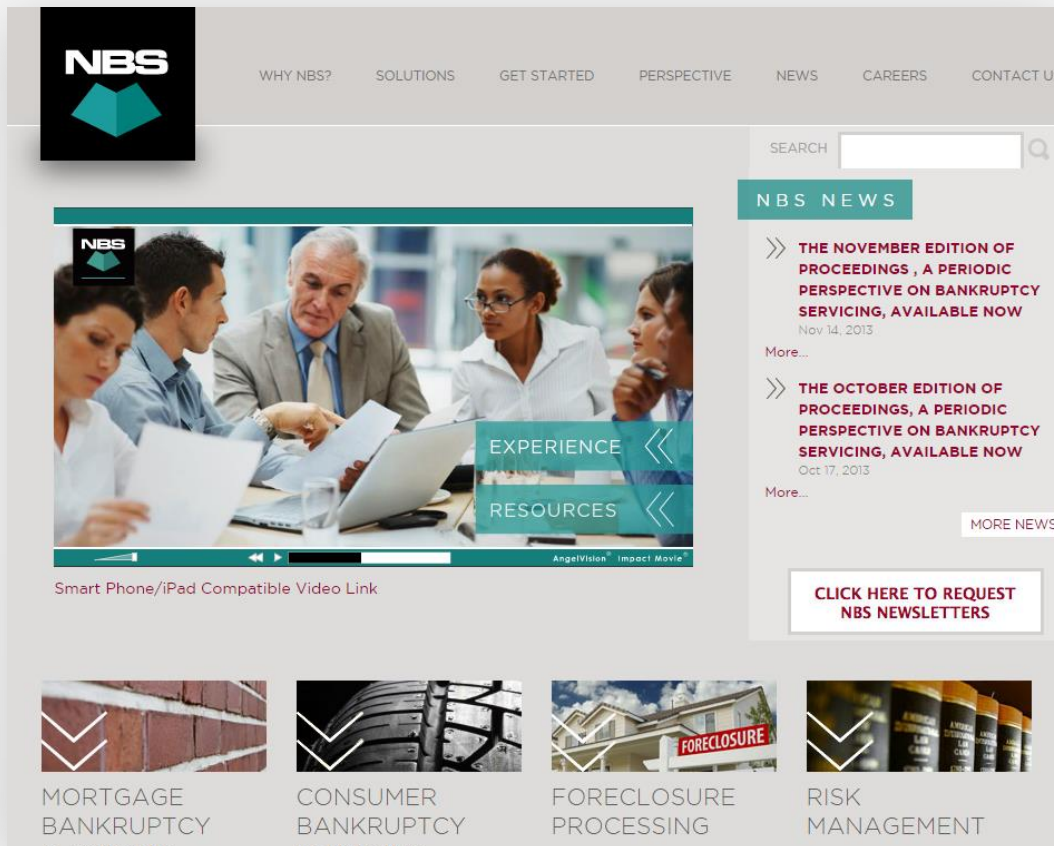 NBS
WHY NBS?
SOLUTIONS
GET STARTED
PERSPECTIVE
NEWS
CAREERS
CONTACT U
SEARCH
NBS NEWS
THE NOVEMBER EDITION OF
PROCEEDINGS , A PERIODIC
PERSPECTIVE ON BANKRUPTCY
SERVICING, AVAILABLE NOW
Nov 14, 2013
More...
THE OCTOBER EDITION OF
PROCEEDINGS, A PERIODIC
PERSPECTIVE ON BANKRUPTCY
SERVICING, AVAILABLE NOW
Oct 17, 2013
More...
MORE NEWS
CLICK HERE TO REQUEST
NBS NEWSLETTERS
NBS
EXPERIENCE
RESOURCES
AngelVision® Impact Movie®
Smart Phone/iPad Compatible Video Link
FORECLOSURE
MORTGAGE
BANKRUPTCY
CONSUMER
BANKRUPTCY
FORECLOSURE
PROCESSING
RISK
MANAGEMENT